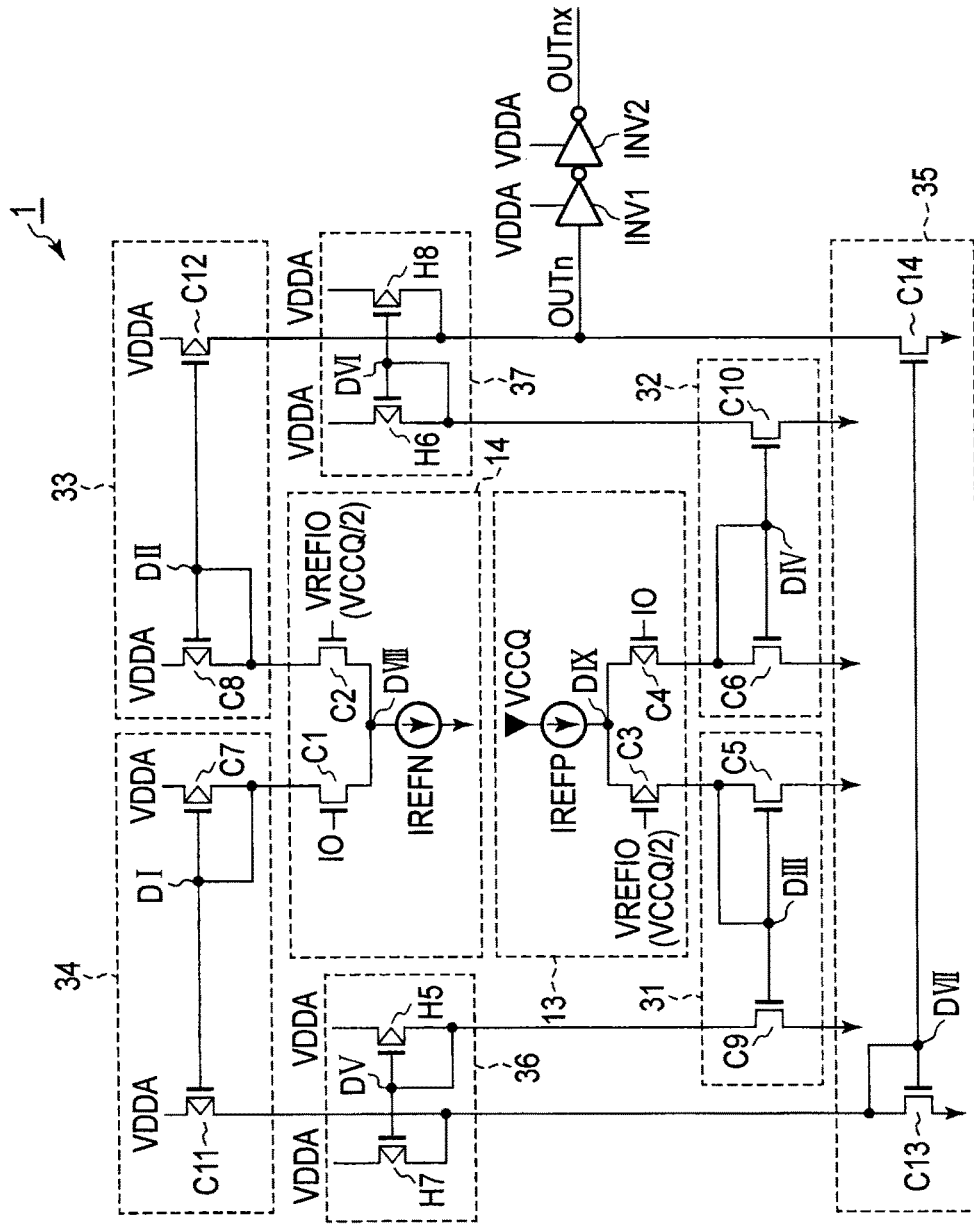 1
34
33
VDDA
VDDA
VDDA
VDDA
C11
C7
C8
C12
DI
DII
36
14
37
VDDA
VDDA
VDDA
VDDA
H7
H5
H6
H8
DV
DVI
IO
C1
C2
VREFIO
(VCCQ/2)
DVIII
IREFN
13
VCCQ
IREFP
DIX
VREFIO
(VCCQ/2)
C3
C4
IO
OUTn
VDDA
VDDA
INV1
INV2
OUTnx
31
32
C9
C5
C6
C10
DIII
DIV
35
C13
DVII
C14